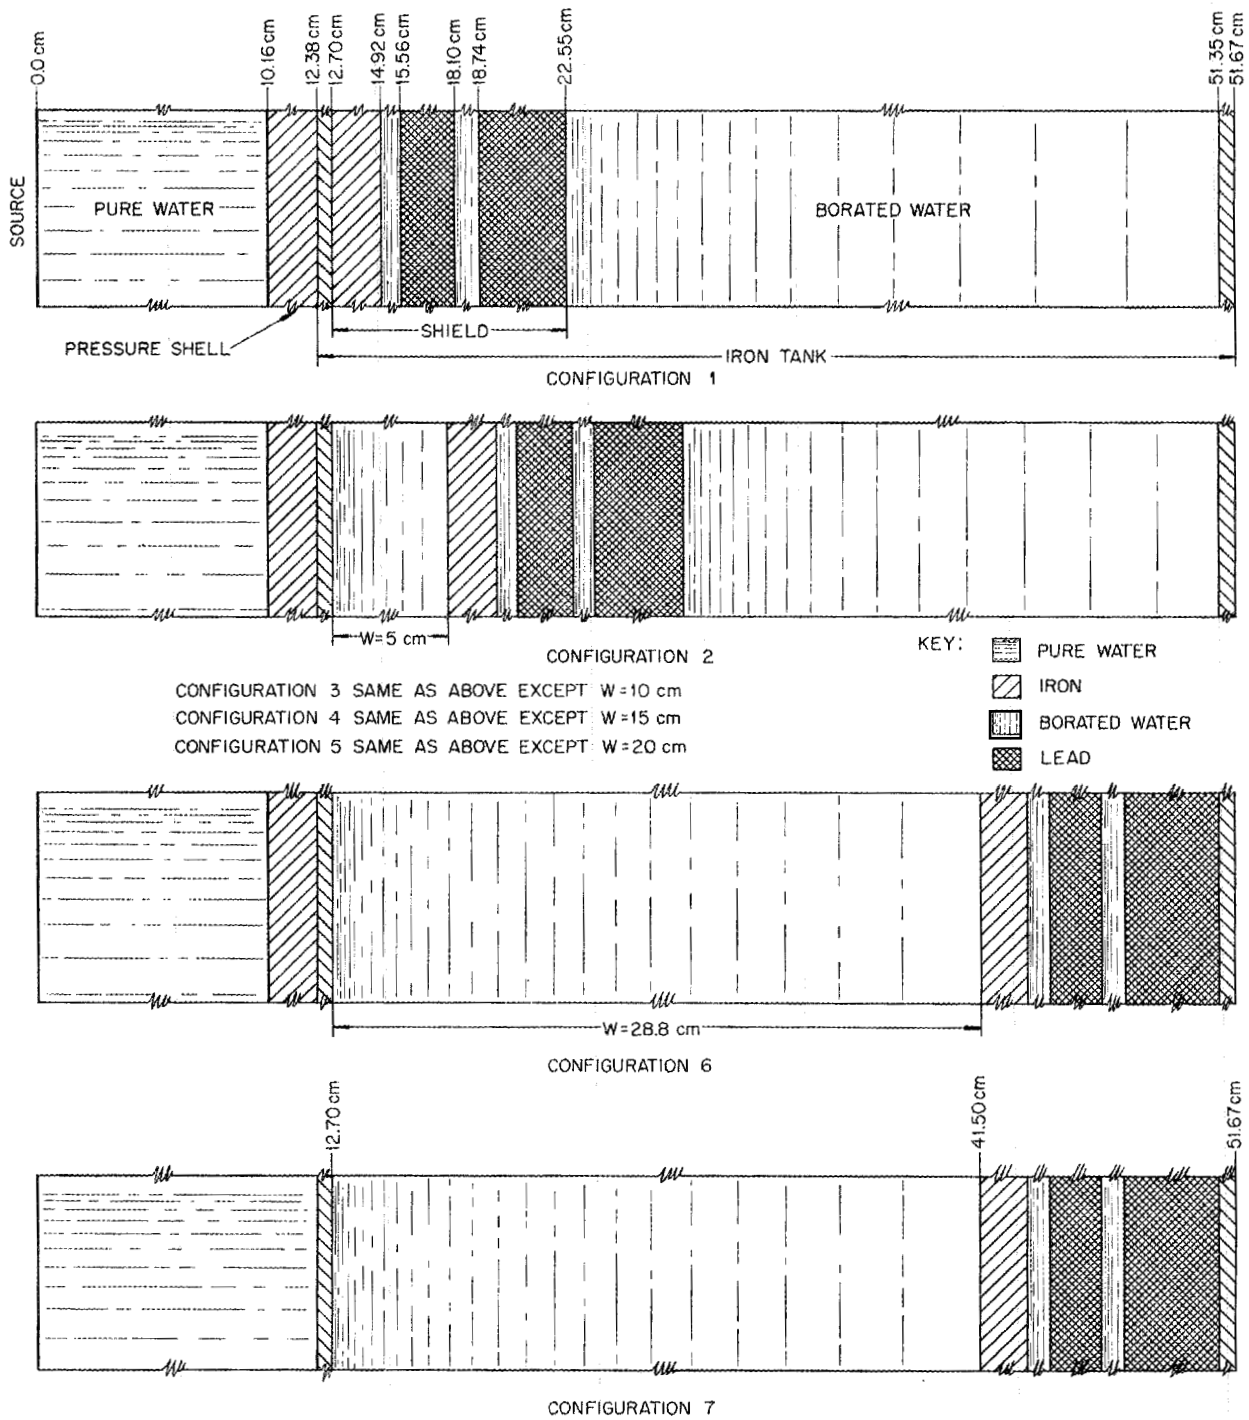 0.0 cm
10.16 cm
12.38 cm
12.70 cm
14.92 cm
15.56 cm
18.10 cm
18.74 cm
22.55 cm
51.35 cm
51.67 cm
SOURCE
PURE WATER
BORATED WATER
PRESSURE SHELL
SHIELD
IRON TANK
CONFIGURATION 1
W=5 cm
CONFIGURATION 2
CONFIGURATION 3 SAME AS ABOVE EXCEPT W=10 cm
CONFIGURATION 4 SAME AS ABOVE EXCEPT W=15 cm
CONFIGURATION 5 SAME AS ABOVE EXCEPT W=20 cm
KEY:
PURE WATER
IRON
BORATED WATER
LEAD
W=28.8 cm
CONFIGURATION 6
12.70 cm
41.50 cm
51.67 cm
CONFIGURATION 7